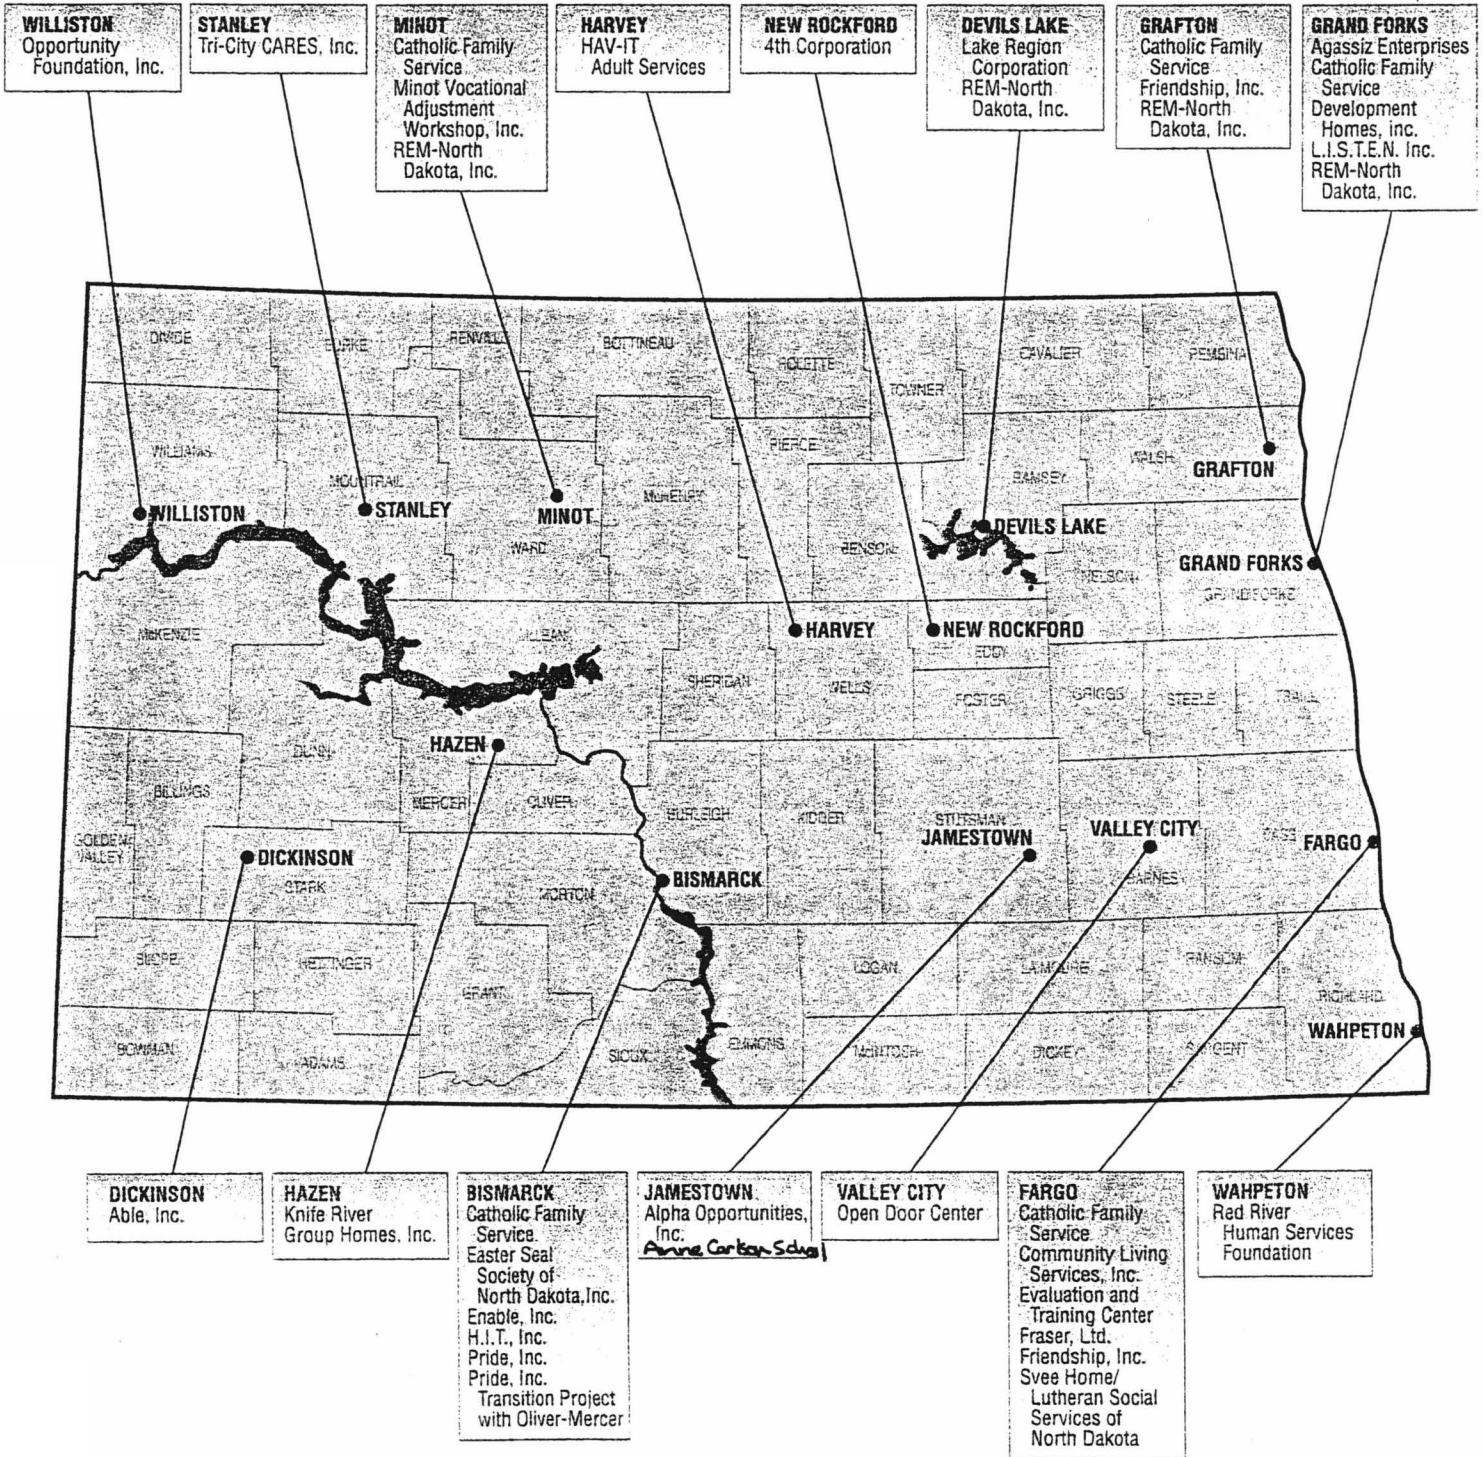 WILLISTON
Opportunity
Foundation, Inc.
STANLEY
Tri-City CARES, Inc.
MINOT
Catholic Family
Service
Minot Vocational
Adjustment
Workshop, Inc.
REM-North
Dakota, Inc.
HARVEY
HAV-IT
Adult Services
NEW ROCKFORD
4th Corporation
DEVILS LAKE
Lake Region
Corporation
REM-North
Dakota, Inc.
GRAFTON
Catholic Family
Service
Friendship, Inc.
REM-North
Dakota, Inc.
GRAND FORKS
Agassiz Enterprises
Catholic Family
Service
Development
Homes, inc.
L.I.S.T.E.N. Inc.
REM-North
Dakota, Inc.
DIVIDE
BURKE
RENVILLE
BOTTINEAU
ROLETTE
TOWNER
CAVALIER
PEMBINA
WILLIAMS
MOUNTRAIL
WARD
McHENRY
PIERCE
BENSON
RAMSEY
WALSH
GRAFTON
WILLISTON
STANLEY
MINOT
DEVILS LAKE
NELSON
GRAND FORKS
GRAND FORKS
McKENZIE
McLEAN
HARVEY
NEW ROCKFORD
EDDY
SHERIDAN
WELLS
FOSTER
GRIGGS
STEELE
TRAILL
DUNN
HAZEN
BILLINGS
MERCER
OLIVER
BURLEIGH
KIDDER
STUTSMAN
JAMESTOWN
VALLEY CITY
BARNES
CASS
FARGO
GOLDEN
VALLEY
DICKINSON
STARK
MORTON
BISMARCK
SLOPE
HETTINGER
GRANT
LOGAN
LA MOURE
RANSOM
RICHLAND
WAHPETON
BOWMAN
ADAMS
SIOUX
EMMONS
McINTOSH
DICKEY
SARGENT
DICKINSON
Able, Inc.
HAZEN
Knife River
Group Homes, Inc.
BISMARCK
Catholic Family
Service
Easter Seal
Society of
North Dakota, Inc.
Enable, Inc.
H.I.T., Inc.
Pride, Inc.
Pride, Inc.
Transition Project
with Oliver-Mercer
JAMESTOWN
Alpha Opportunities,
Inc.
Anne Carlsen School
VALLEY CITY
Open Door Center
FARGO
Catholic Family
Service
Community Living
Services, Inc.
Evaluation and
Training Center
Fraser, Ltd.
Friendship, Inc.
Svee Home/
Lutheran Social
Services of
North Dakota
WAHPETON
Red River
Human Services
Foundation